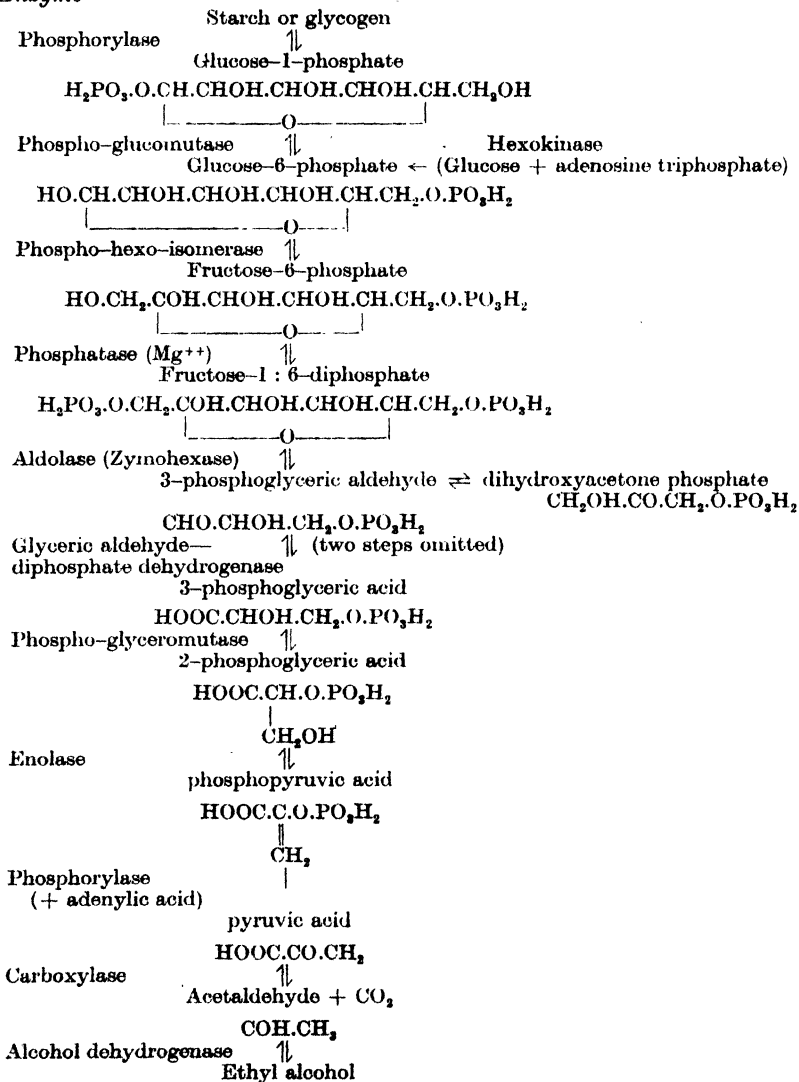 Starch or glycogen
Phosphorylase ⥮
Glucose-1-phosphate
H₂PO₃.O.CH.CHOH.CHOH.CHOH.CH.CH₂OH
|______O______|
Phospho-glucomutase ⥮ Hexokinase
Glucose-6-phosphate ← (Glucose + adenosine triphosphate)
HO.CH.CHOH.CHOH.CHOH.CH.CH₂.O.PO₃H₂
|______O______|
Phospho-hexo-isomerase ⥮
Fructose-6-phosphate
HO.CH₂.COH.CHOH.CHOH.CH.CH₂.O.PO₃H₂
|______O______|
Phosphatase (Mg⁺⁺) ⥮
Fructose-1 : 6-diphosphate
H₂PO₃.O.CH₂.COH.CHOH.CHOH.CH.CH₂.O.PO₃H₂
|______O______|
Aldolase (Zymohexase) ⥮
3-phosphoglyceric aldehyde ⇌ dihydroxyacetone phosphate
CH₂OH.CO.CH₂.O.PO₃H₂
CHO.CHOH.CH₂.O.PO₃H₂
Glyceric aldehyde— ⥮ (two steps omitted)
diphosphate dehydrogenase
3-phosphoglyceric acid
HOOC.CHOH.CH₂.O.PO₃H₂
Phospho-glyceromutase ⥮
2-phosphoglyceric acid
HOOC.CH.O.PO₃H₂
|
CH₂OH
Enolase ⥮
phosphopyruvic acid
HOOC.C.O.PO₃H₂
||
CH₂
Phosphorylase |
(+ adenylic acid)
pyruvic acid
HOOC.CO.CH₃
Carboxylase ⥮
Acetaldehyde + CO₂
COH.CH₃
Alcohol dehydrogenase ⥮
Ethyl alcohol